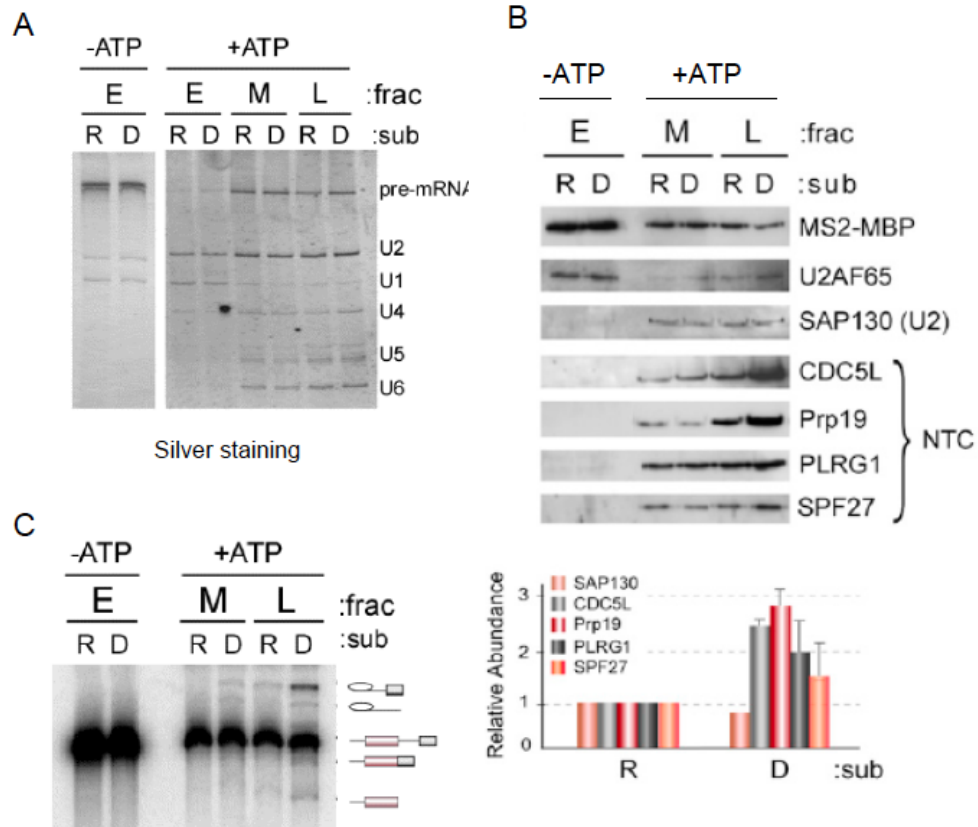 A
-ATP +ATP
E E M L :frac
R D R D R D R D :sub
pre-mRNA
U2
U1
U4
U5
U6
Silver staining
B
-ATP +ATP
E M L :frac
R D R D R D :sub
MS2-MBP
U2AF65
SAP130 (U2)
CDC5L
Prp19
PLRG1
SPF27
NTC
C
-ATP +ATP
E M L :frac
R D R D R D :sub
Relative Abundance
3
2
1
0
SAP130
CDC5L
Prp19
PLRG1
SPF27
R D :sub